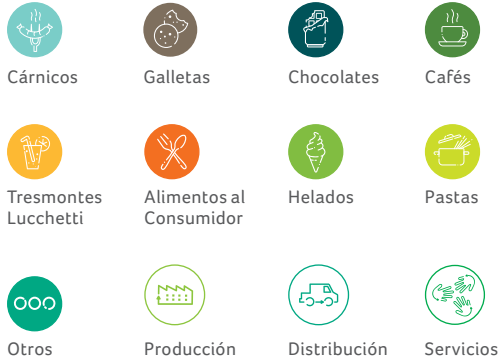 Cárnicos
Galletas
Chocolates
Cafés
Tresmontes
Lucchetti
Alimentos al
Consumidor
Helados
Pastas
Otros
Producción
Distribución
Servicios